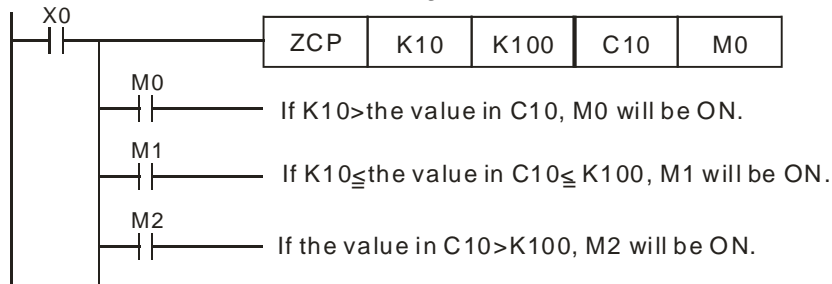 X0
ZCP K10 K100 C10 M0
M0
If K10>the value in C10, M0 will be ON.
M1
If K10≦the value in C10≦ K100, M1 will be ON.
M2
If the value in C10>K100, M2 will be ON.